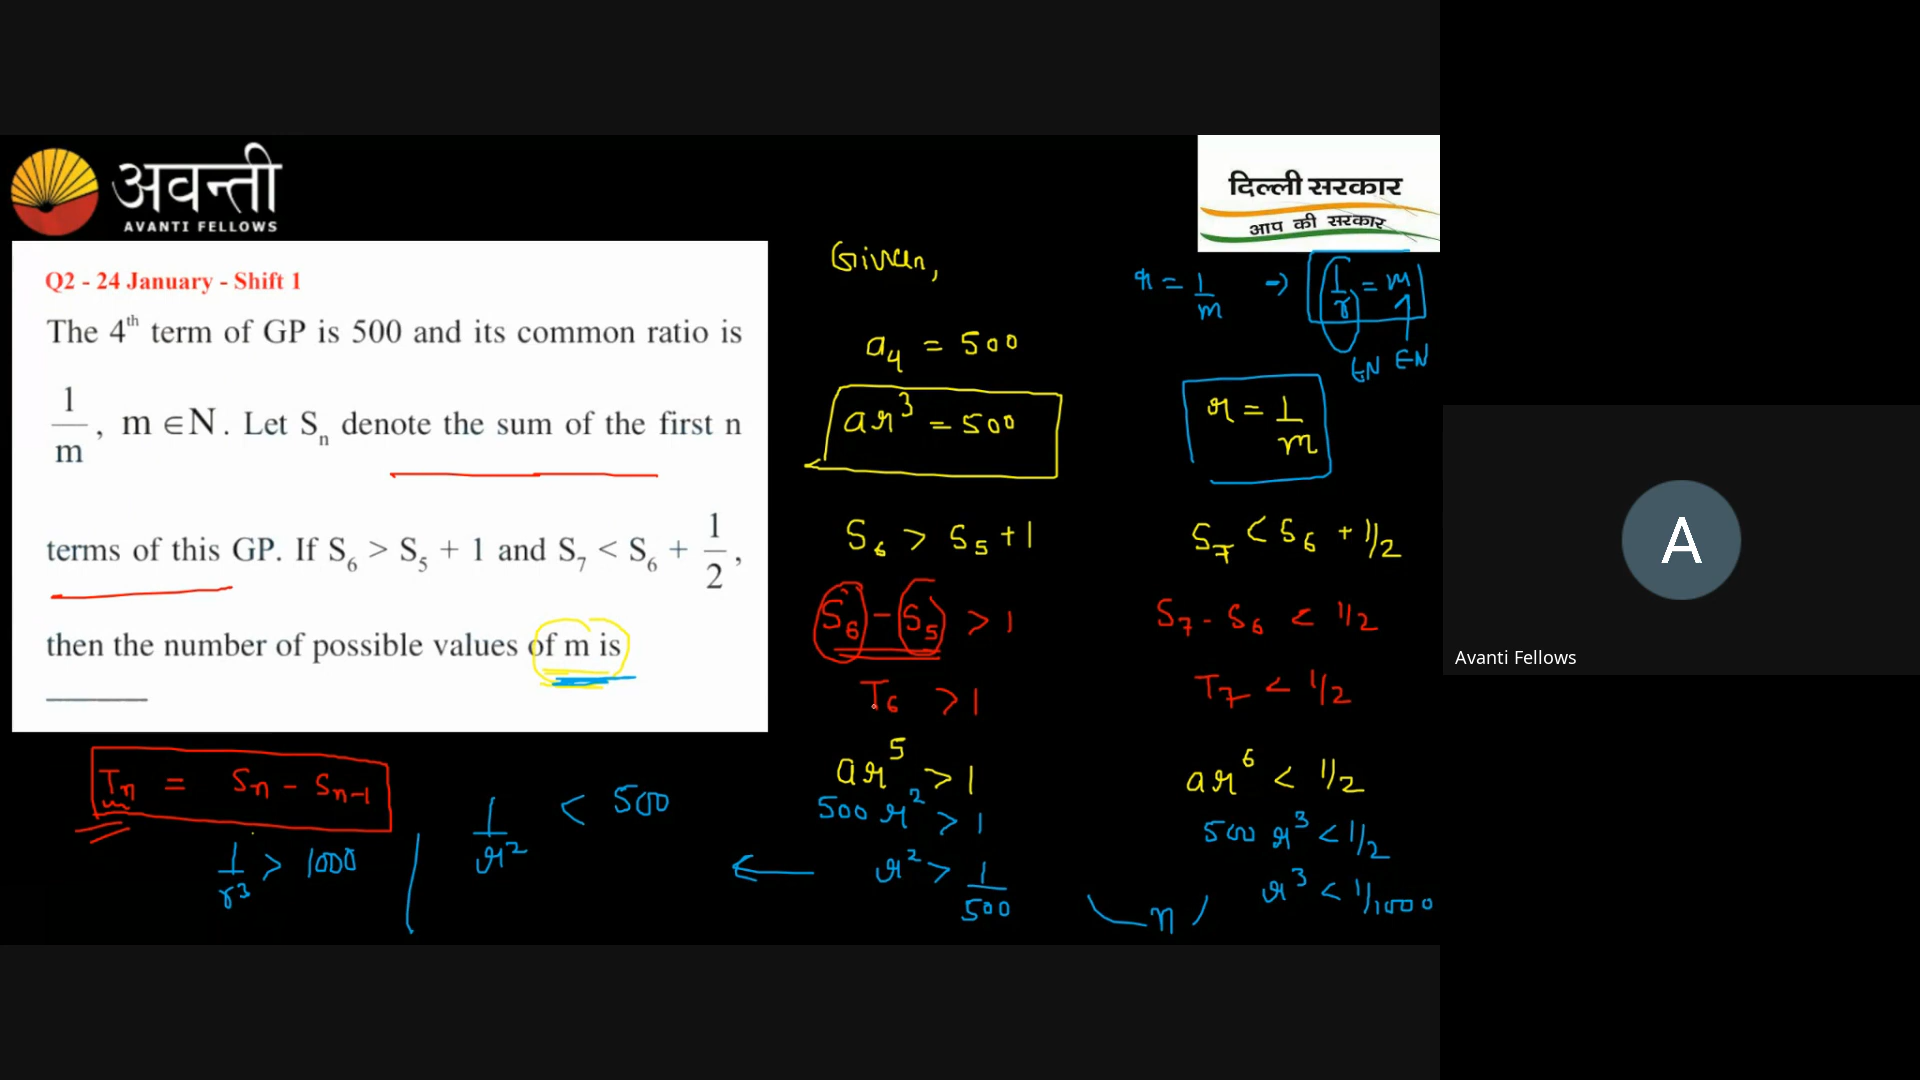 अवन्ती
AVANTI FELLOWS
दिल्ली सरकार
आप की सरकार
Q2 - 24 January - Shift 1
The 4th term of GP is 500 and its common ratio is
1/m, m ∈ N. Let Sn denote the sum of the first n
terms of this GP. If S6 > S5 + 1 and S7 < S6 + 1/2,
then the number of possible values of m is
______
Given,
a4 = 500
ar³ = 500
S6 > S5 + 1
S6 - S5 > 1
T6 > 1
ar⁵ > 1
500 r² > 1
r² > 1/500
r = 1/m → 1/r = m
∈N ∈N
r = 1/m
S7 < S6 + 1/2
S7 - S6 < 1/2
T7 < 1/2
ar⁶ < 1/2
500 r³ < 1/2
r³ < 1/1000
n
Tn = Sn - Sn-1
1/r³ > 1000
1/r² < 500
←
A
Avanti Fellows